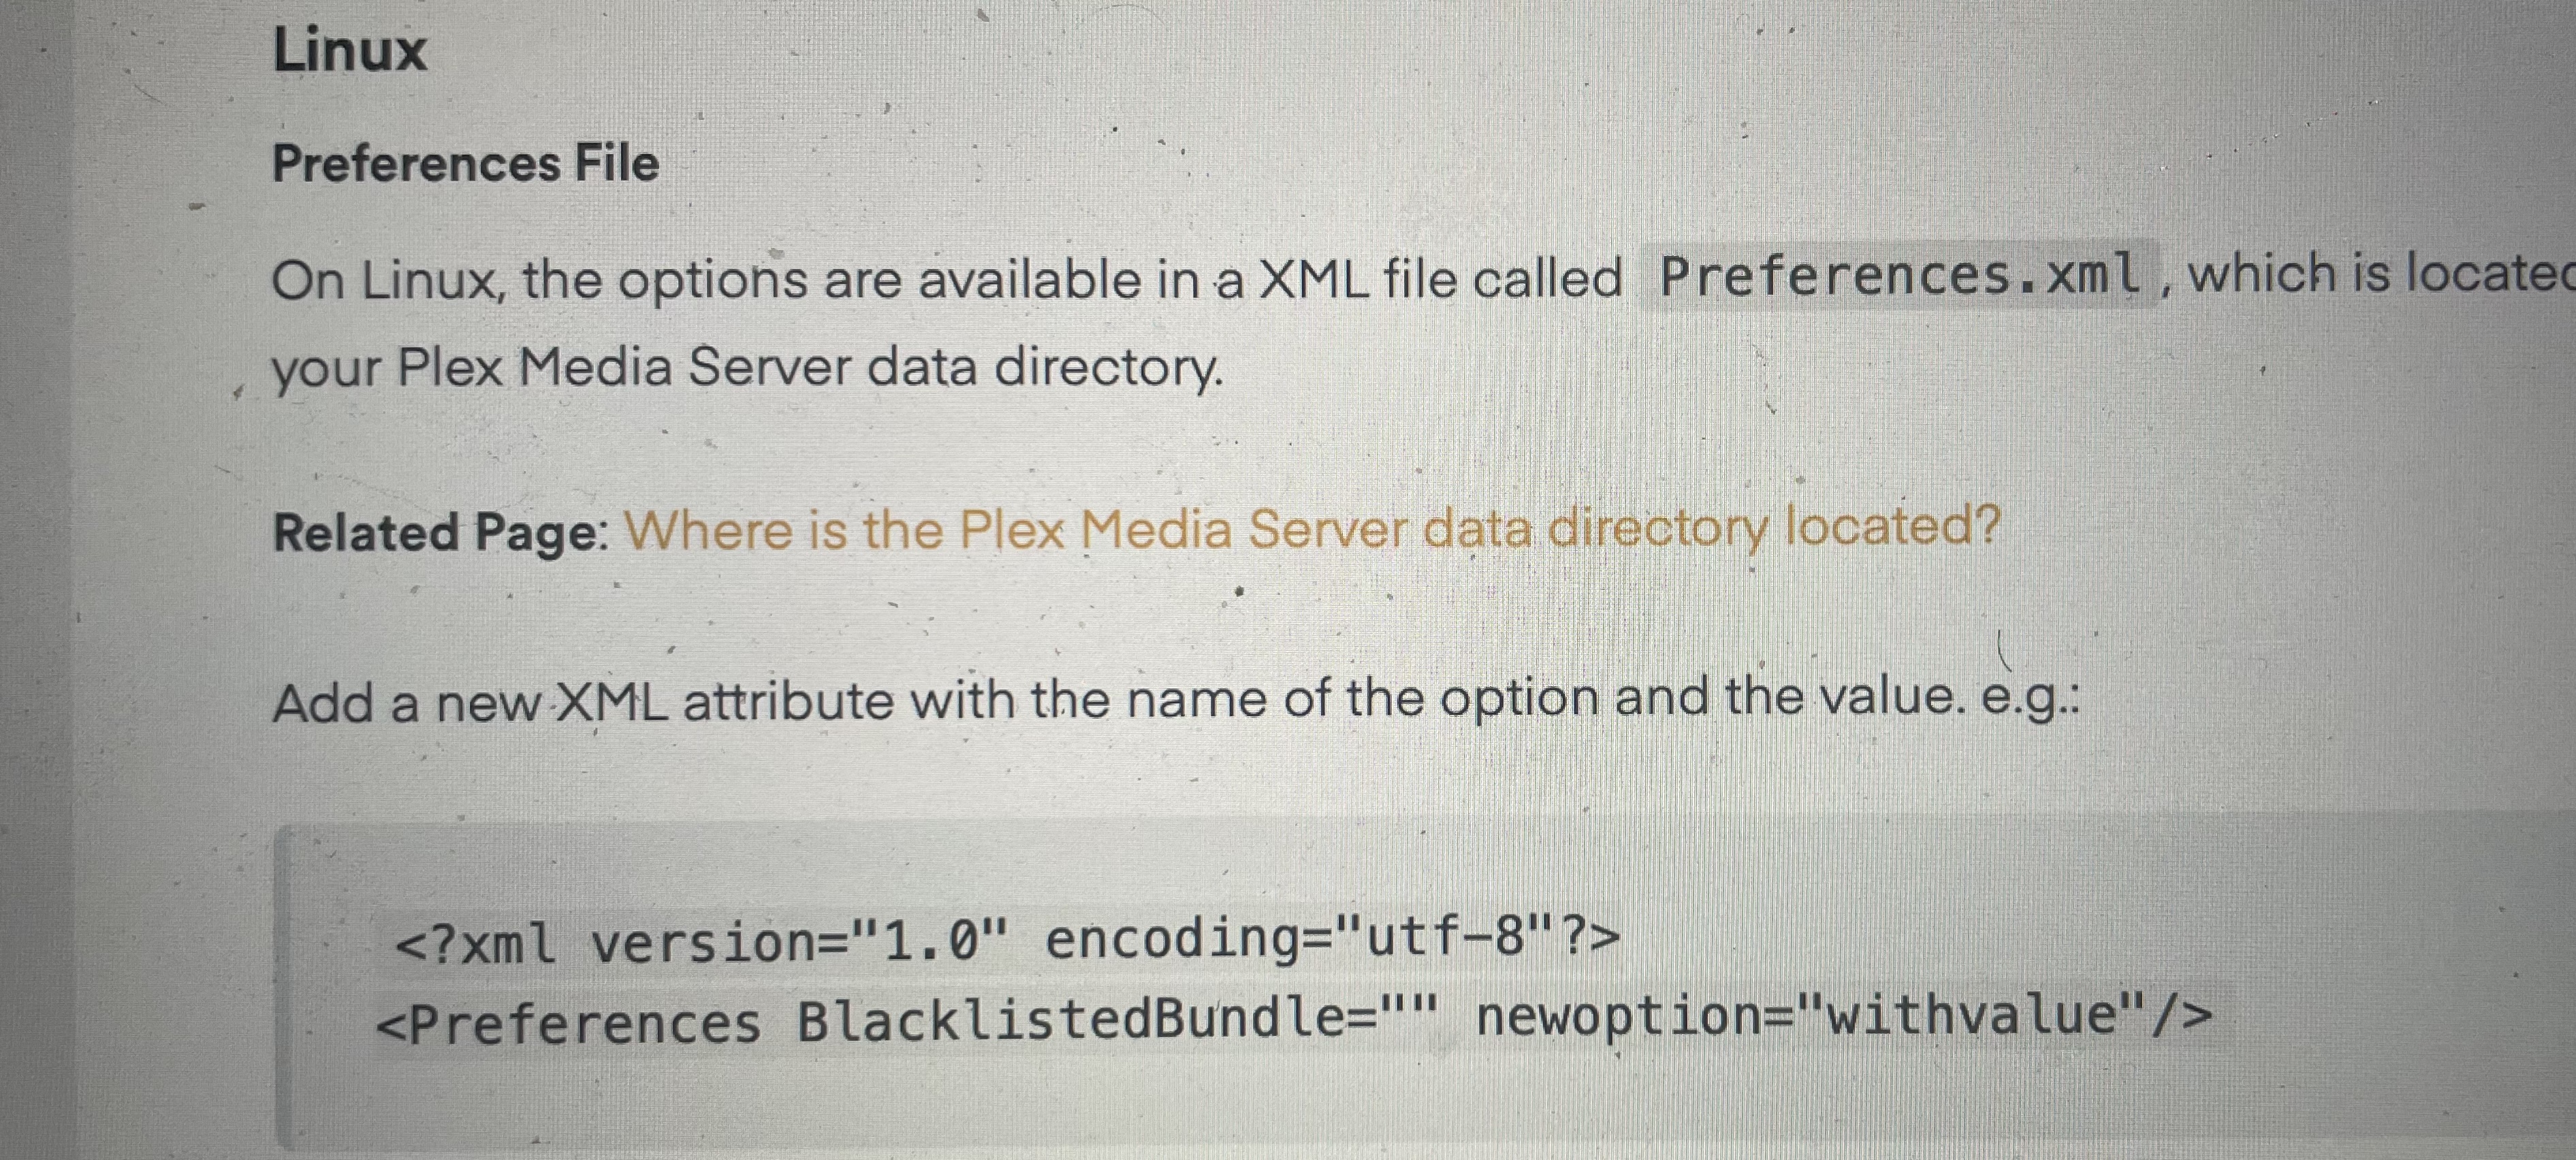 Linux
Preferences File
On Linux, the options are available in a XML file called Preferences.xml, which is located
your Plex Media Server data directory.
Related Page: Where is the Plex Media Server data directory located?
Add a new XML attribute with the name of the option and the value. e.g.:
<?xml version="1.0" encoding="utf-8"?>
<Preferences BlacklistedBundle="" newoption="withvalue"/>